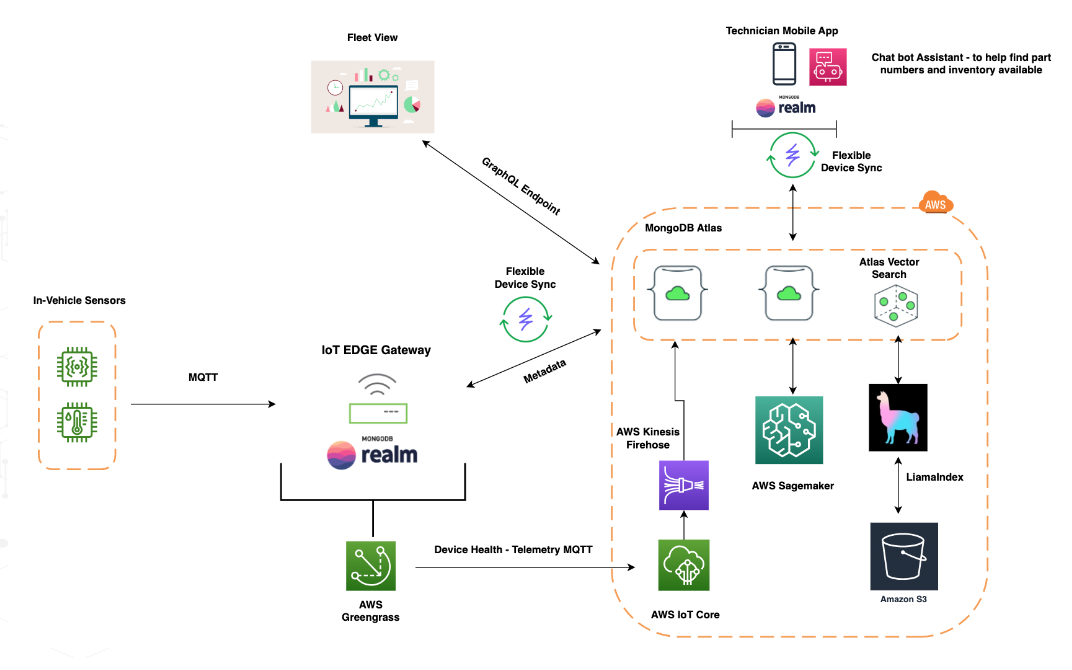 Fleet View
Technician Mobile App
Chat bot Assistant - to help find part
numbers and inventory available
MONGODB
realm
Flexible
Device Sync
GraphQL Endpoint
AWS
MongoDB Atlas
Atlas Vector
Search
Flexible
Device Sync
In-Vehicle Sensors
IoT EDGE Gateway
Metadata
MQTT
MONGODB
realm
AWS Kinesis
Firehose
AWS Sagemaker
LiamaIndex
Device Health - Telemetry MQTT
AWS
Greengrass
AWS IoT Core
Amazon S3